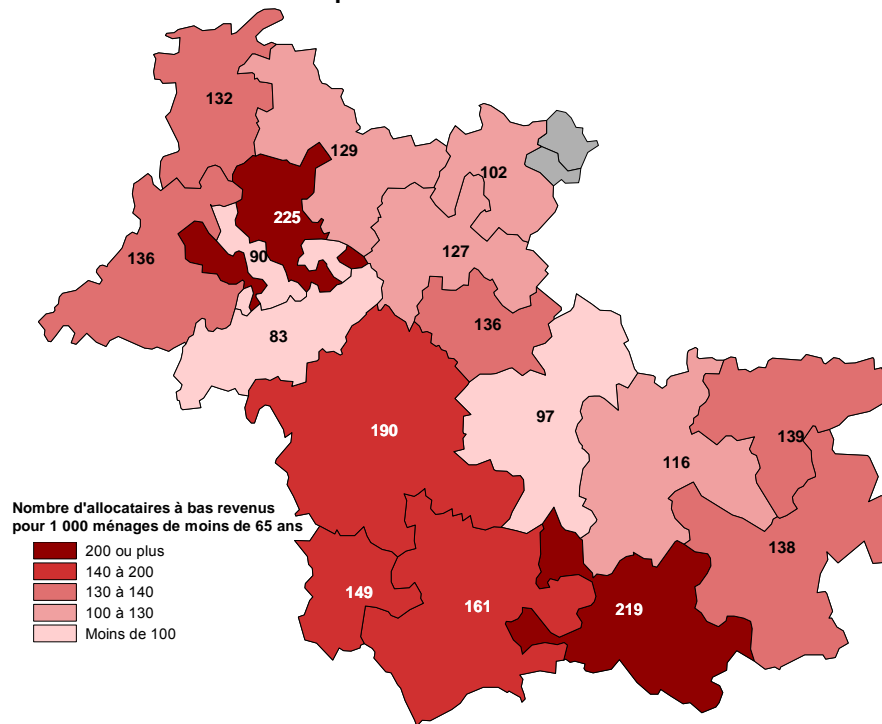 132
129
102
225
136
90
127
83
136
190
97
139
116
138
149
161
219
Nombre d'allocataires à bas revenus
pour 1 000 ménages de moins de 65 ans
200 ou plus
140 à 200
130 à 140
100 à 130
Moins de 100